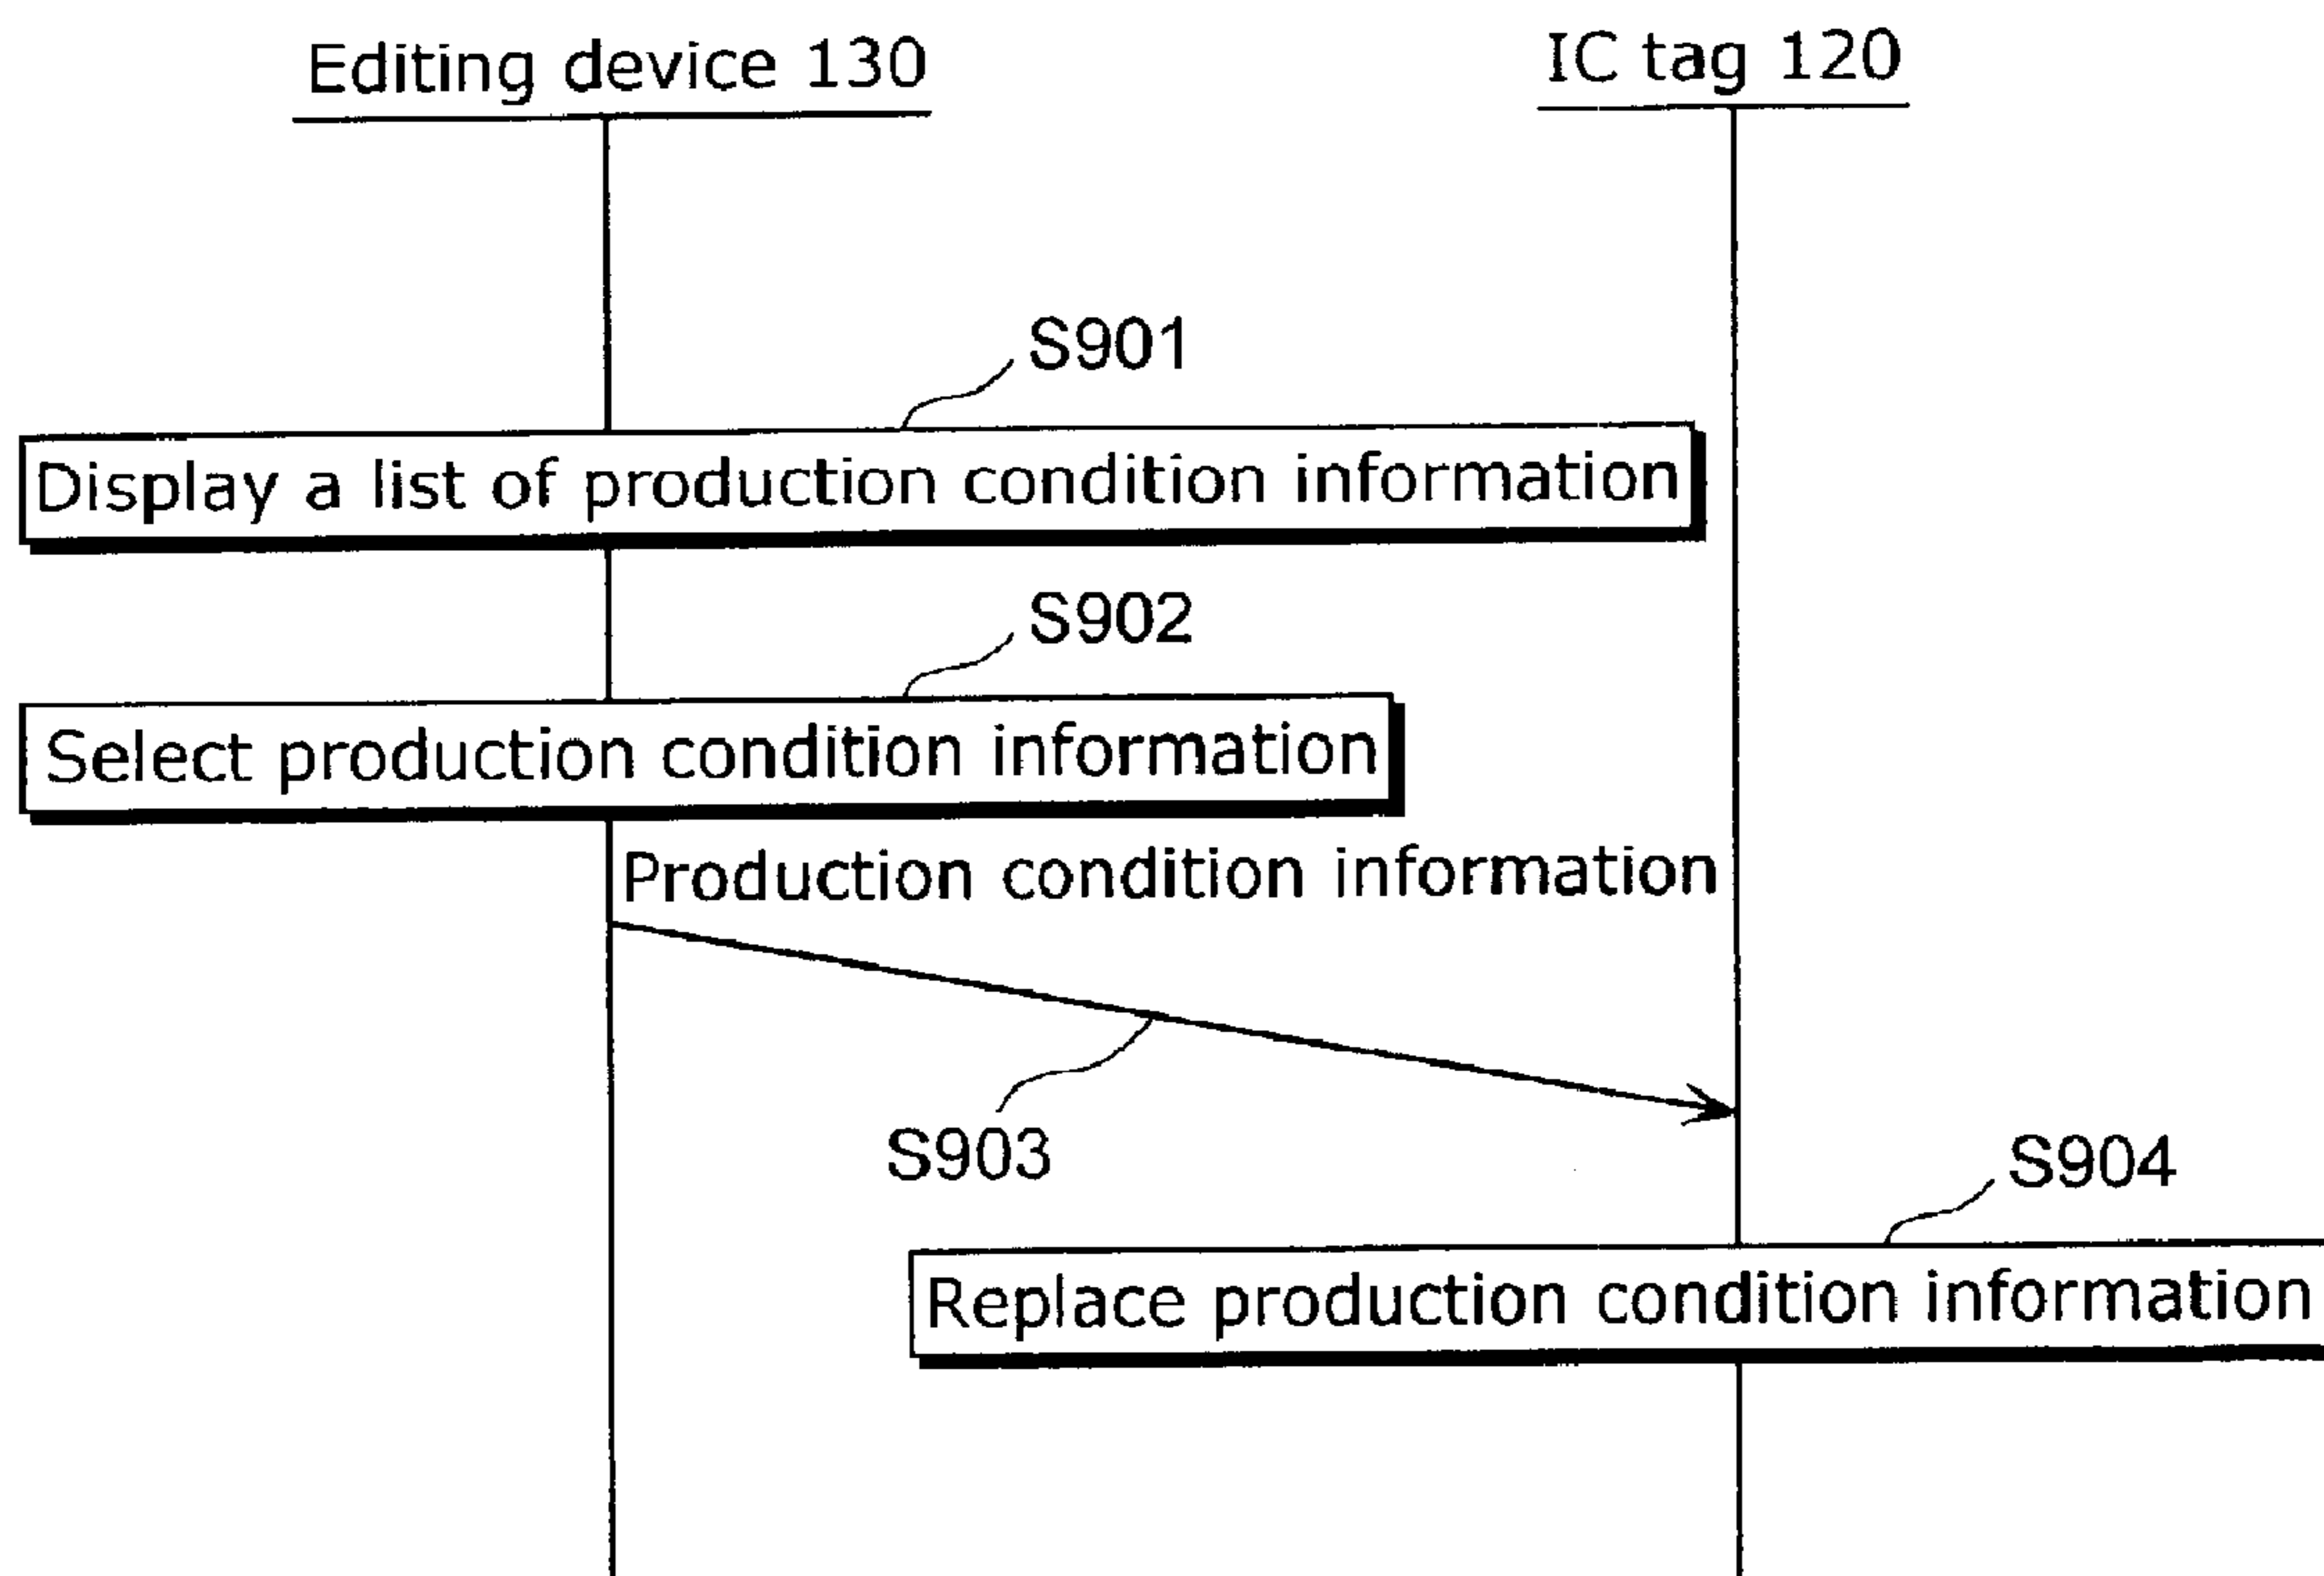 Editing device 130
IC tag 120
S901
Display a list of production condition information
S902
Select production condition information
Production condition information
S903
S904
Replace production condition information